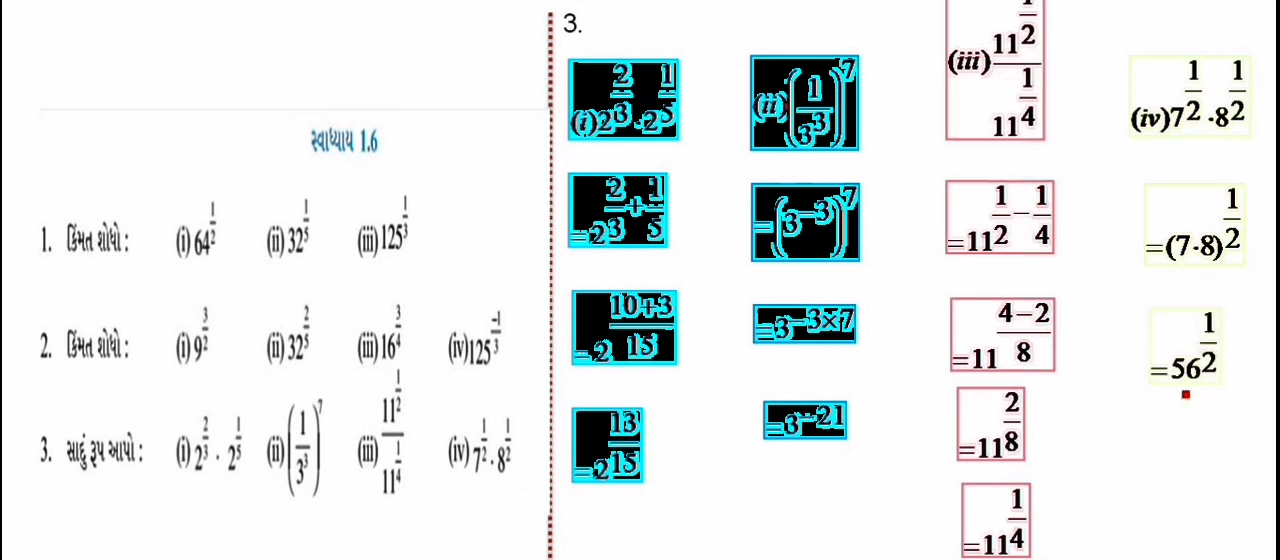 સ્વાધ્યાય 1.6
1. કિંમત શોધો : (i) 64^{1/2} (ii) 32^{1/5} (iii) 125^{1/3}
2. કિંમત શોધો : (i) 9^{3/2} (ii) 32^{2/5} (iii) 16^{3/4} (iv) 125^{-1/3}
3. સાદું રૂપ આપો : (i) 2^{2/3} · 2^{1/5} (ii) (1/3^3)^7 (iii) 11^{1/2}/11^{1/4} (iv) 7^{1/2} · 8^{1/2}
3.
(i) 2^{2/3} · 2^{1/5}
= 2^{2/3 + 1/5}
= 2^{(10+3)/15}
= 2^{13/15}
(ii) (1/3^3)^7
= (3^{-3})^7
= 3^{-3×7}
= 3^{-21}
(iii) 11^{1/2}/11^{1/4}
= 11^{1/2 - 1/4}
= 11^{(4-2)/8}
= 11^{2/8}
= 11^{1/4}
(iv) 7^{1/2} · 8^{1/2}
= (7·8)^{1/2}
= 56^{1/2}